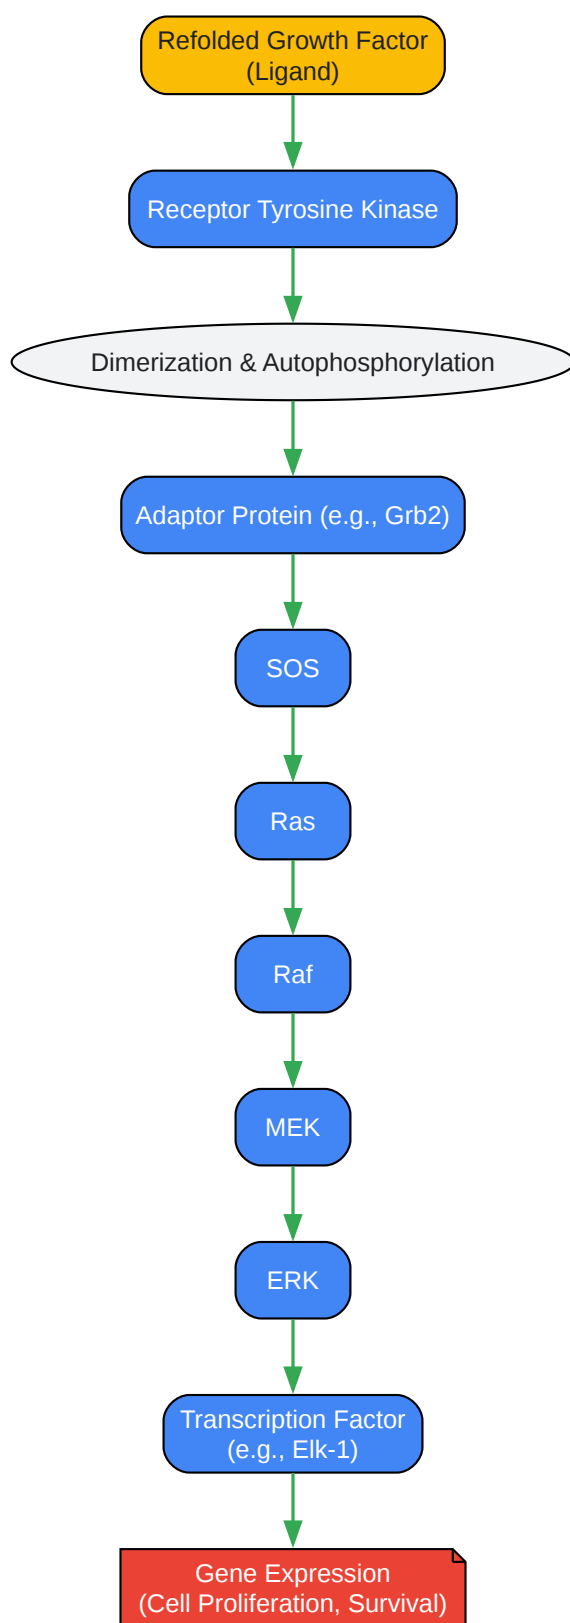 Refolded Growth Factor
(Ligand)
Receptor Tyrosine Kinase
Dimerization & Autophosphorylation
Adaptor Protein (e.g., Grb2)
SOS
Ras
Raf
MEK
ERK
Transcription Factor
(e.g., Elk-1)
Gene Expression
(Cell Proliferation, Survival)